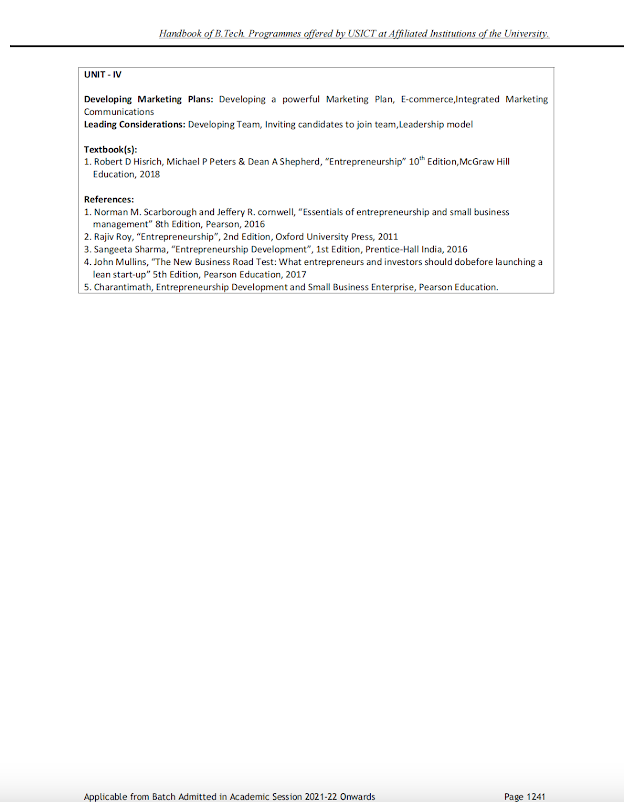 Handbook of B.Tech. Programmes offered by USICT at Affiliated Institutions of the University.
UNIT - IV
Developing Marketing Plans: Developing a powerful Marketing Plan, E-commerce,Integrated Marketing
Communications
Leading Considerations: Developing Team, Inviting candidates to join team,Leadership model
Textbook(s):
1. Robert D Hisrich, Michael P Peters & Dean A Shepherd, “Entrepreneurship” 10th Edition,McGraw Hill
Education, 2018
References:
1. Norman M. Scarborough and Jeffery R. cornwell, “Essentials of entrepreneurship and small business
management” 8th Edition, Pearson, 2016
2. Rajiv Roy, “Entrepreneurship”, 2nd Edition, Oxford University Press, 2011
3. Sangeeta Sharma, “Entrepreneurship Development”, 1st Edition, Prentice-Hall India, 2016
4. John Mullins, “The New Business Road Test: What entrepreneurs and investors should dobefore launching a
lean start-up” 5th Edition, Pearson Education, 2017
5. Charantimath, Entrepreneurship Development and Small Business Enterprise, Pearson Education.
Applicable from Batch Admitted in Academic Session 2021-22 Onwards Page 1241